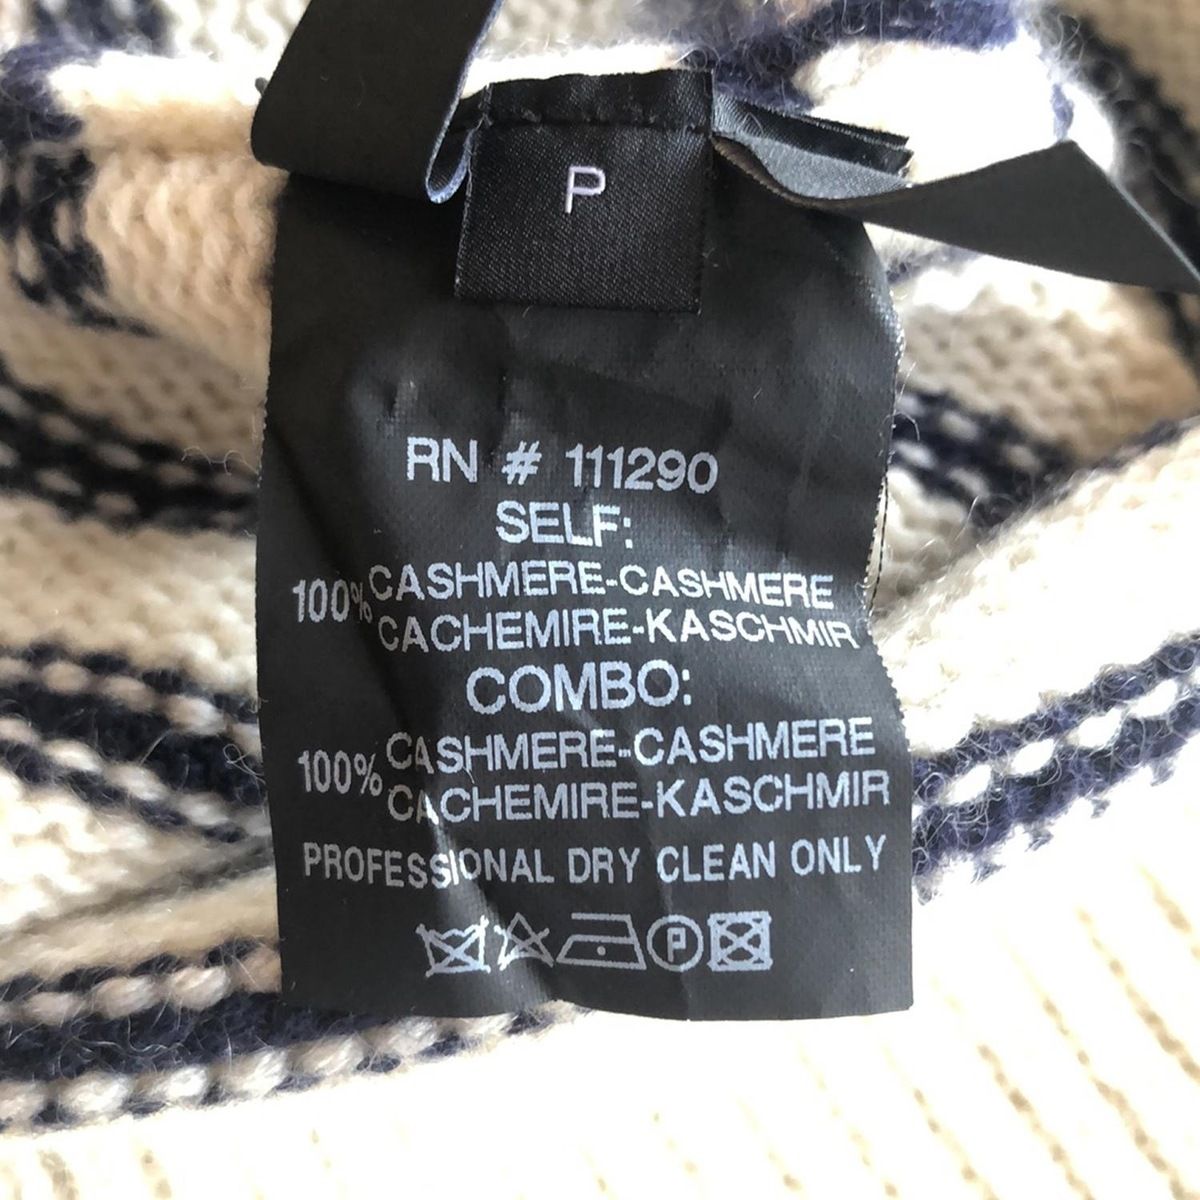 P
RN # 111290
SELF:
100% CASHMERE-CASHMERE
CACHEMIRE-KASCHMIR
COMBO:
100% CASHMERE-CASHMERE
CACHEMIRE-KASCHMIR
PROFESSIONAL DRY CLEAN ONLY
P